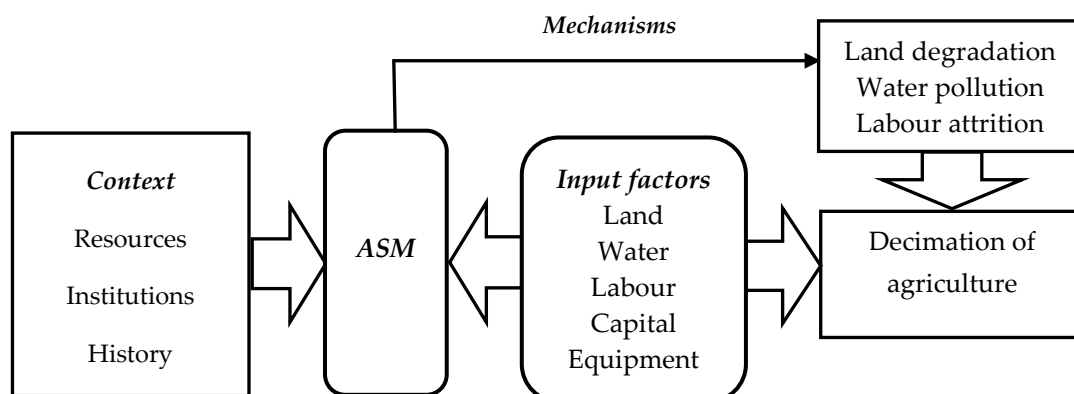 Mechanisms
Land degradation
Water pollution
Labour attrition
Context
Resources
Institutions
History
ASM
Input factors
Land
Water
Labour
Capital
Equipment
Decimation of
agriculture